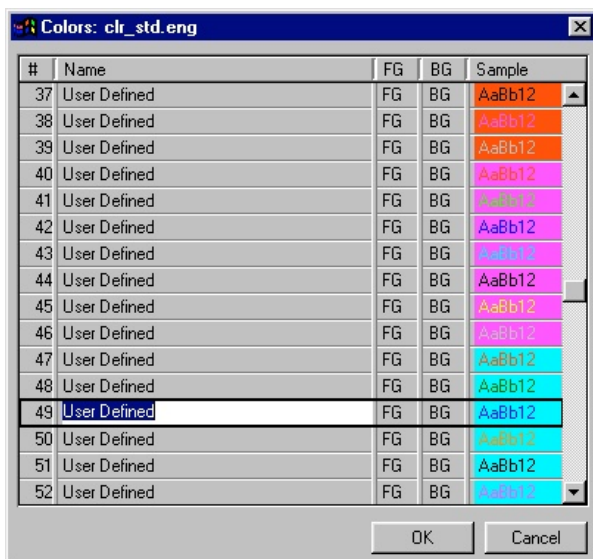 Colors: clr_std.eng
# Name FG BG Sample
37 User Defined FG BG AaBb12
38 User Defined FG BG AaBb12
39 User Defined FG BG AaBb12
40 User Defined FG BG AaBb12
41 User Defined FG BG AaBb12
42 User Defined FG BG AaBb12
43 User Defined FG BG AaBb12
44 User Defined FG BG AaBb12
45 User Defined FG BG AaBb12
46 User Defined FG BG AaBb12
47 User Defined FG BG AaBb12
48 User Defined FG BG AaBb12
49 User Defined FG BG AaBb12
50 User Defined FG BG AaBb12
51 User Defined FG BG AaBb12
52 User Defined FG BG AaBb12
OK Cancel